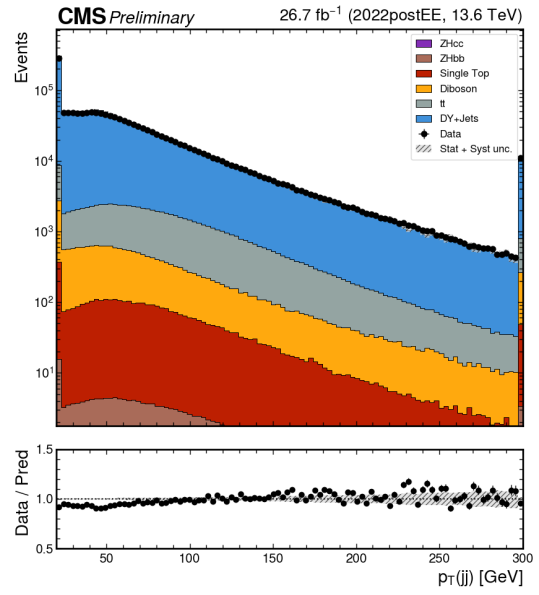 CMS Preliminary 26.7 fb⁻¹ (2022postEE, 13.6 TeV)
Events
10⁵
10⁴
10³
10²
10¹
ZHcc
ZHbb
Single Top
Diboson
tt
DY+Jets
Data
Stat + Syst unc.
Data / Pred
1.5
1.0
0.5
50 100 150 200 250 300
p_T(jj) [GeV]